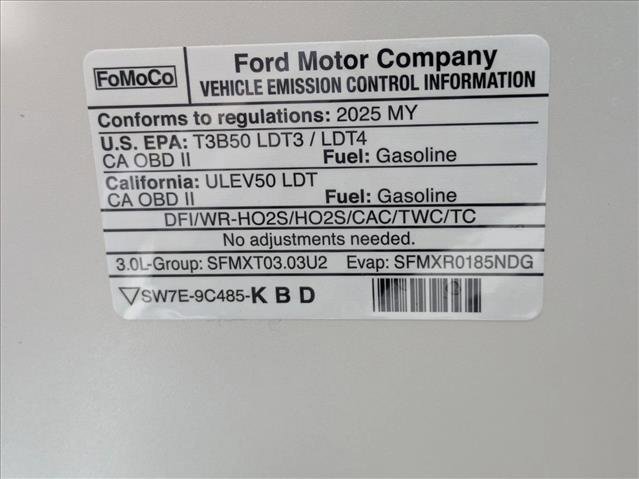 FoMoCo
Ford Motor Company
VEHICLE EMISSION CONTROL INFORMATION
Conforms to regulations: 2025 MY
U.S. EPA: T3B50 LDT3 / LDT4
CA OBD II Fuel: Gasoline
California: ULEV50 LDT
CA OBD II Fuel: Gasoline
DFI/WR-HO2S/HO2S/CAC/TWC/TC
No adjustments needed.
3.0L-Group: SFMXT03.03U2 Evap: SFMXR0185NDG
SW7E-9C485-K B D